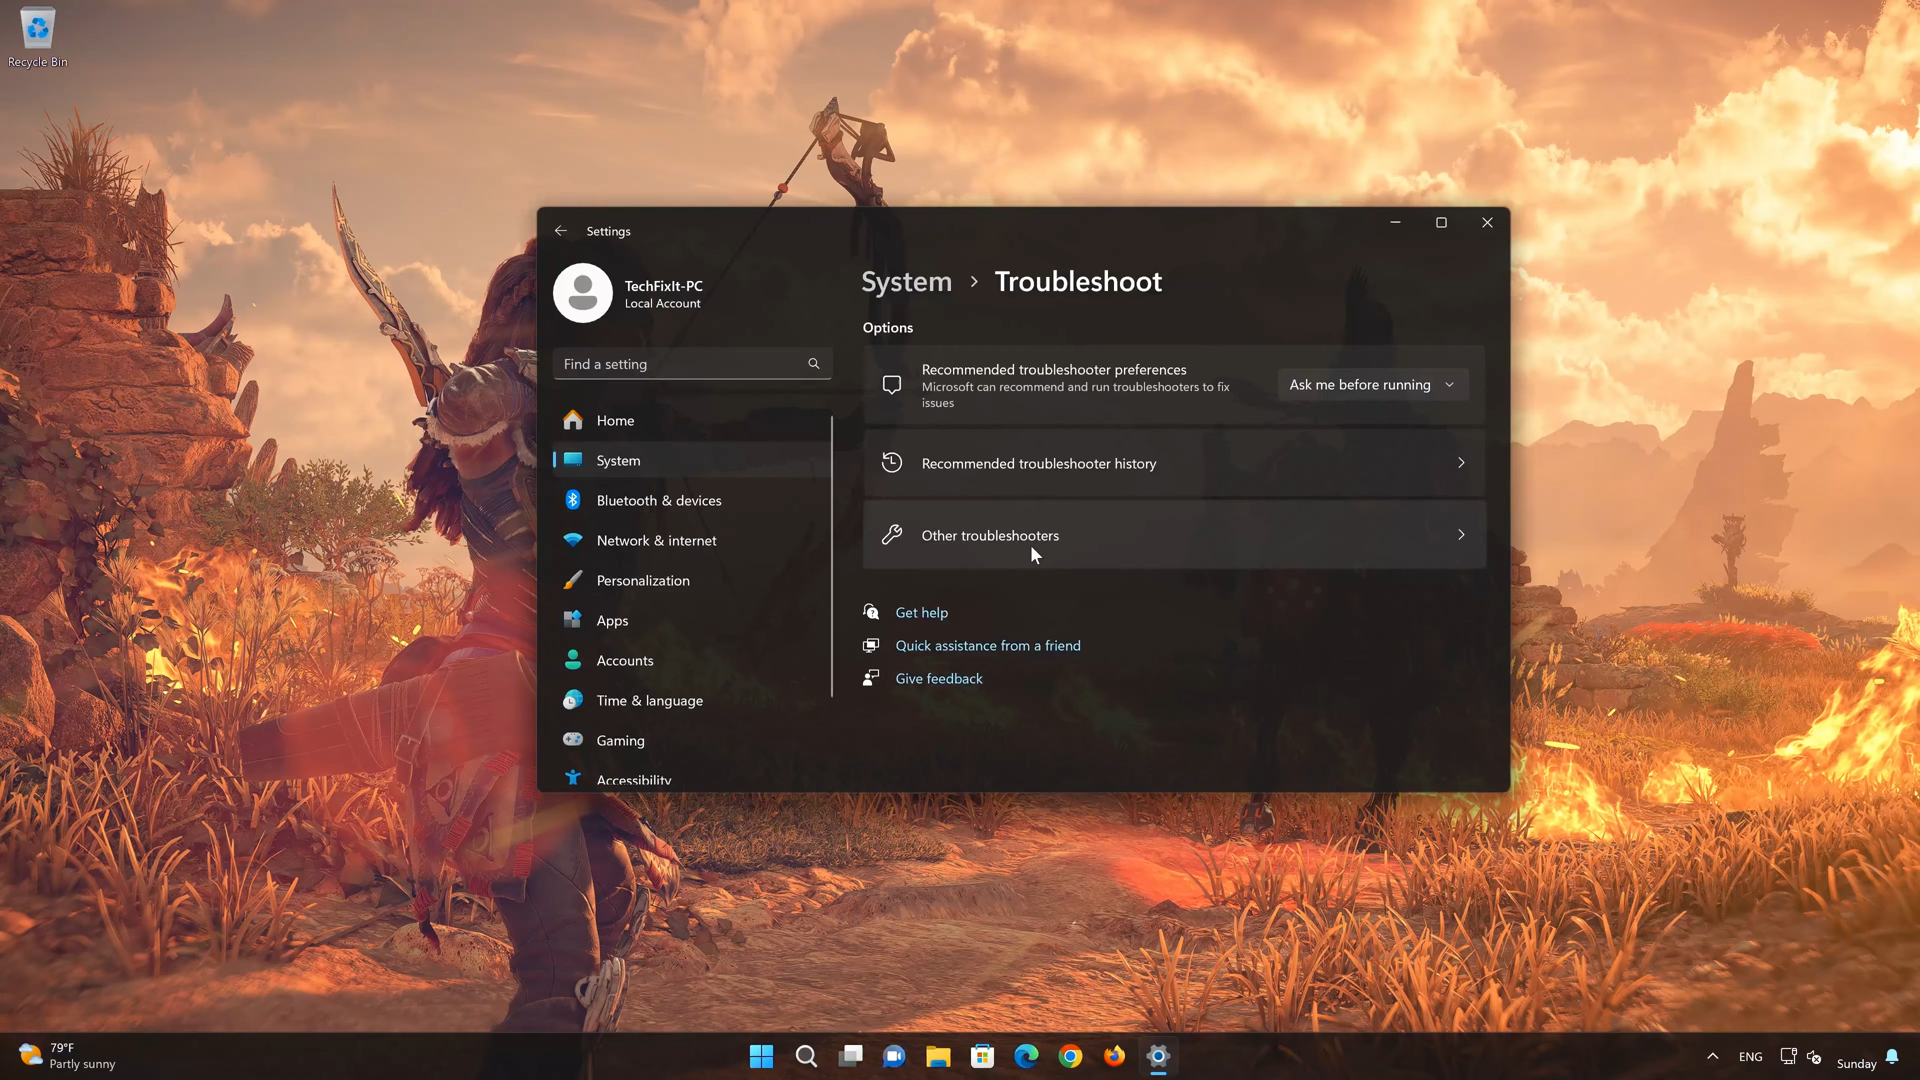 Recycle Bin
Settings
TechFixIt-PC
Local Account
Find a setting
Home
System
Bluetooth & devices
Network & internet
Personalization
Apps
Accounts
Time & language
Gaming
Accessibility
System > Troubleshoot
Options
Recommended troubleshooter preferences
Microsoft can recommend and run troubleshooters to fix
issues
Ask me before running
Recommended troubleshooter history
Other troubleshooters
Get help
Quick assistance from a friend
Give feedback
79°F
Partly sunny
ENG
Sunday